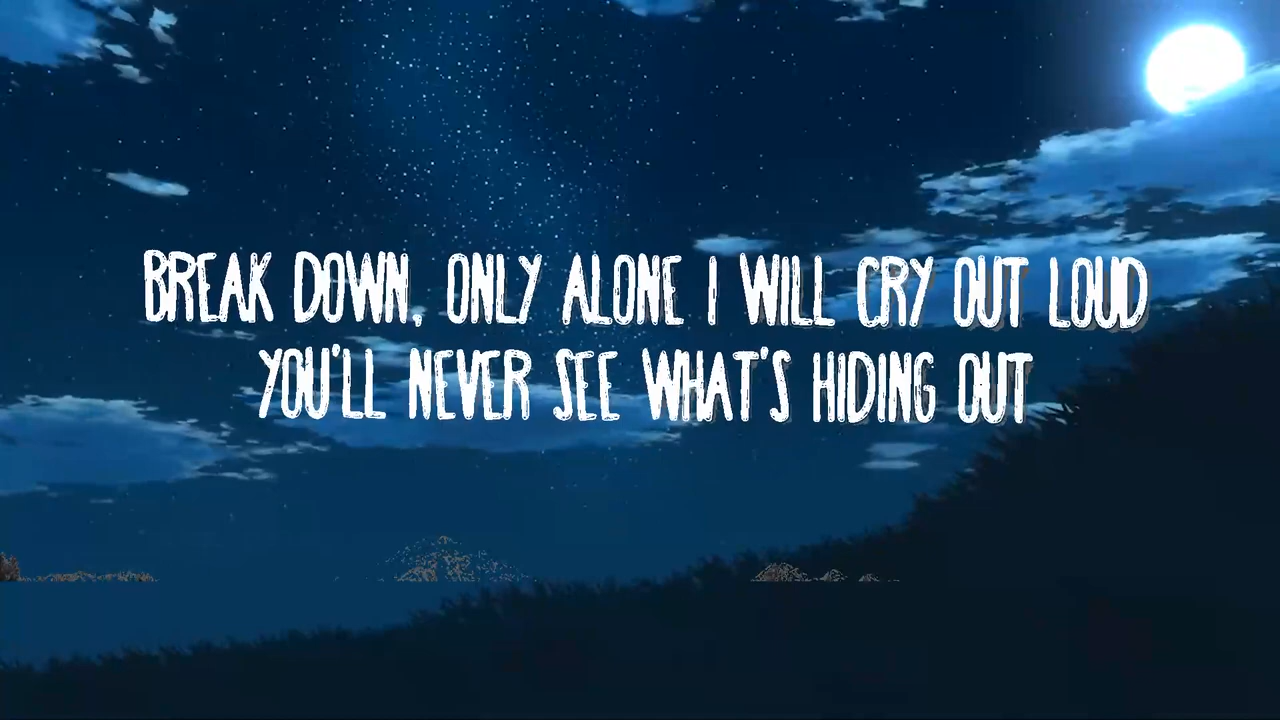 BREAK DOWN, ONLY ALONE I WILL CRY OUT LOUD
YOU'LL NEVER SEE WHAT'S HIDING OUT